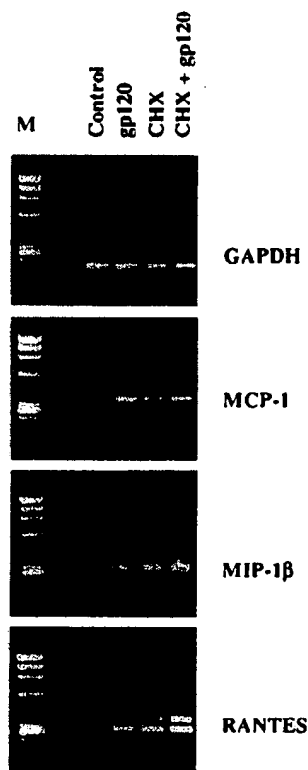 M
Control
gp120
CHX
CHX + gp120
GAPDH
MCP-1
MIP-1β
RANTES